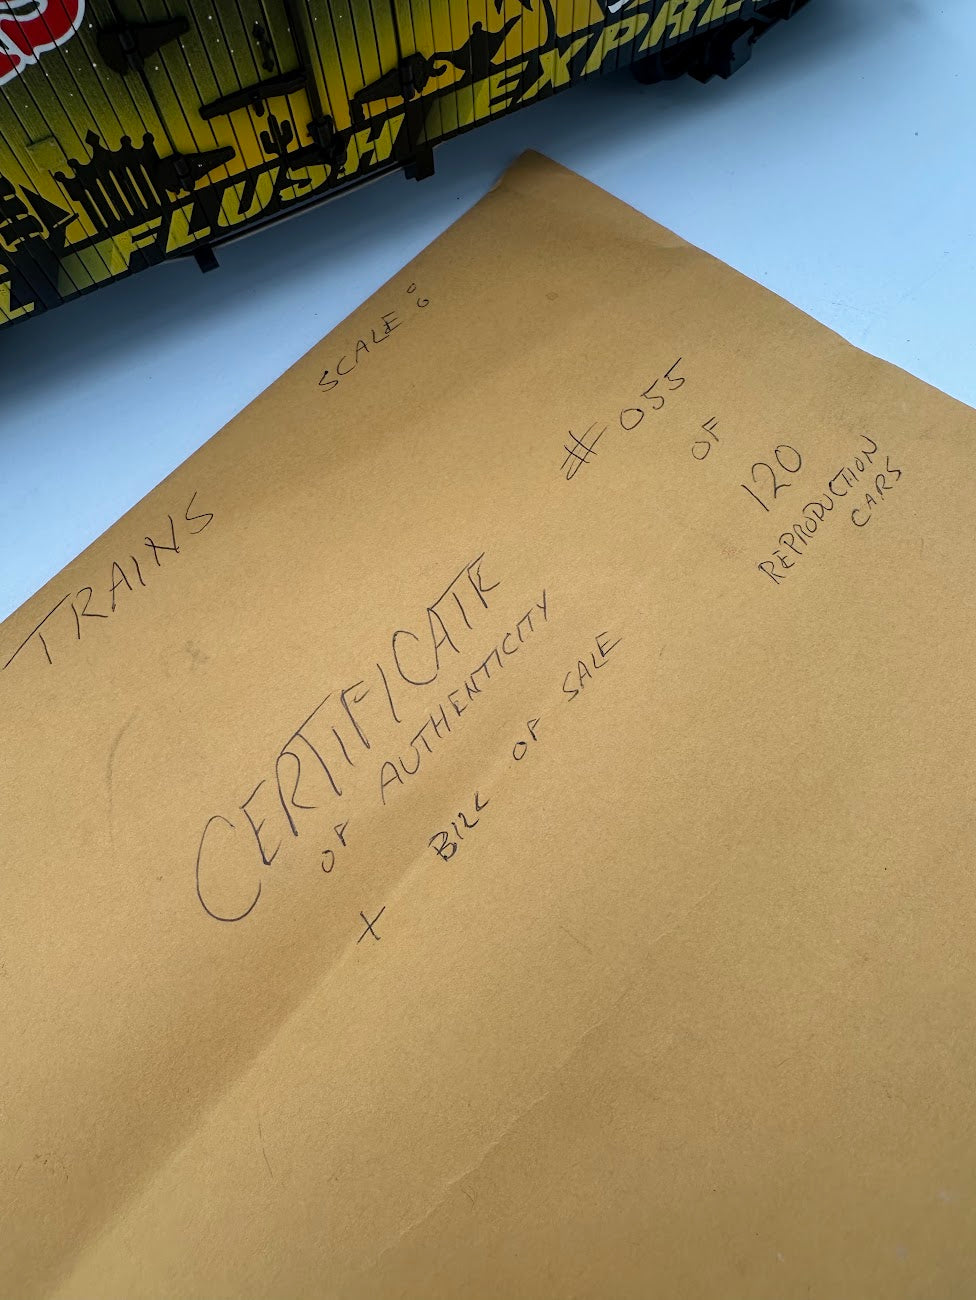 FLUSH EXPRE
SCALE:
TRAINS
# 055
OF
120
REPRODUCTION
CARS
CERTIFICATE
OF AUTHENTICITY
+ BILL OF SALE